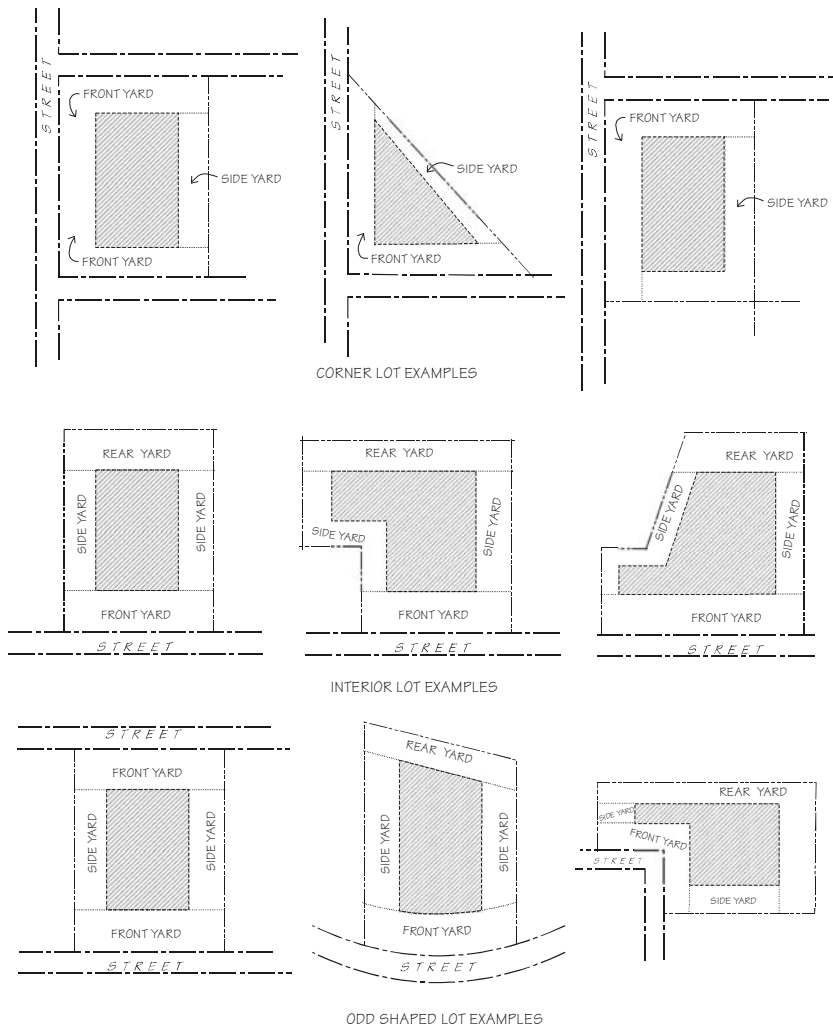 STREET
FRONT YARD
SIDE YARD
FRONT YARD
STREET
SIDE YARD
FRONT YARD
STREET
FRONT YARD
SIDE YARD
CORNER LOT EXAMPLES
REAR YARD
SIDE YARD
SIDE YARD
FRONT YARD
STREET
REAR YARD
SIDE YARD
SIDE YARD
FRONT YARD
STREET
REAR YARD
SIDE YARD
SIDE YARD
FRONT YARD
STREET
INTERIOR LOT EXAMPLES
STREET
FRONT YARD
SIDE YARD
SIDE YARD
FRONT YARD
STREET
REAR YARD
SIDE YARD
SIDE YARD
FRONT YARD
STREET
REAR YARD
SIDE YARD
FRONT YARD
STREET
SIDE YARD
ODD SHAPED LOT EXAMPLES